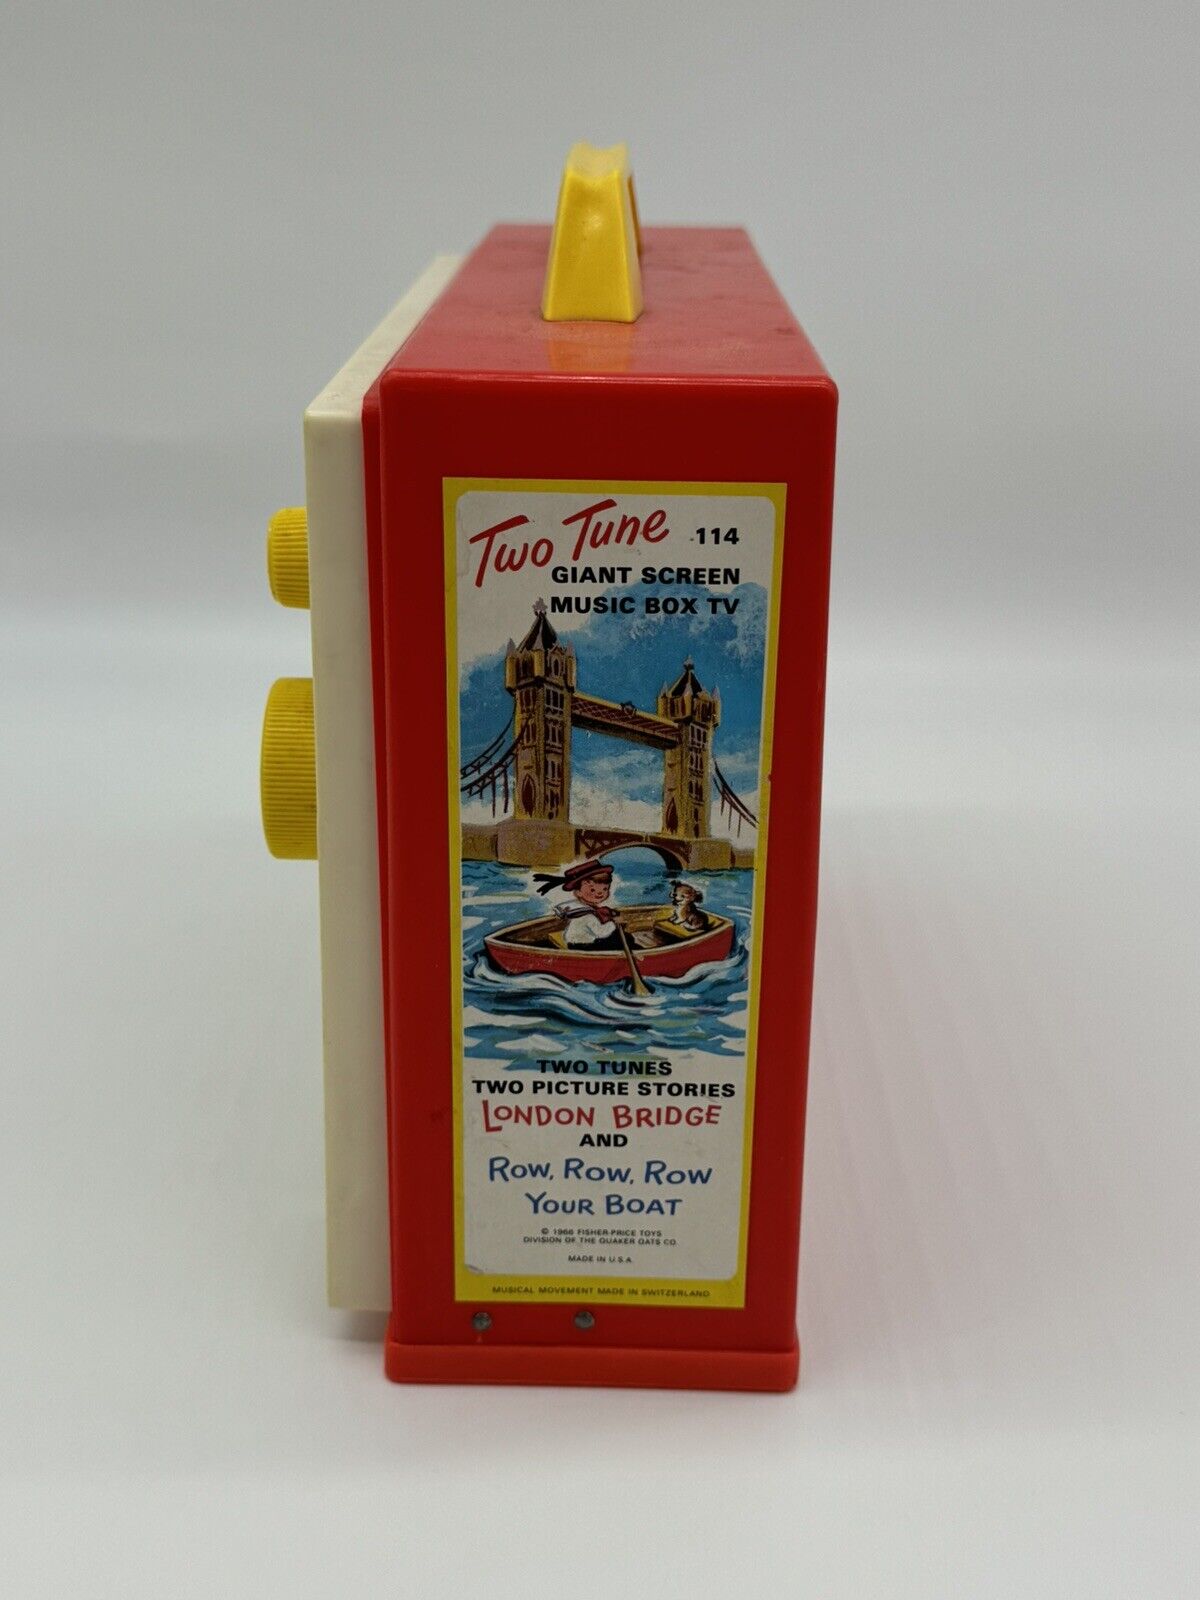 Two Tune 114
GIANT SCREEN
MUSIC BOX TV
TWO TUNES
TWO PICTURE STORIES
LONDON BRIDGE
AND
ROW, ROW, ROW
YOUR BOAT
© 1966 FISHER-PRICE TOYS
DIVISION OF THE QUAKER OATS CO.
MADE IN U.S.A.
MUSICAL MOVEMENT MADE IN SWITZERLAND